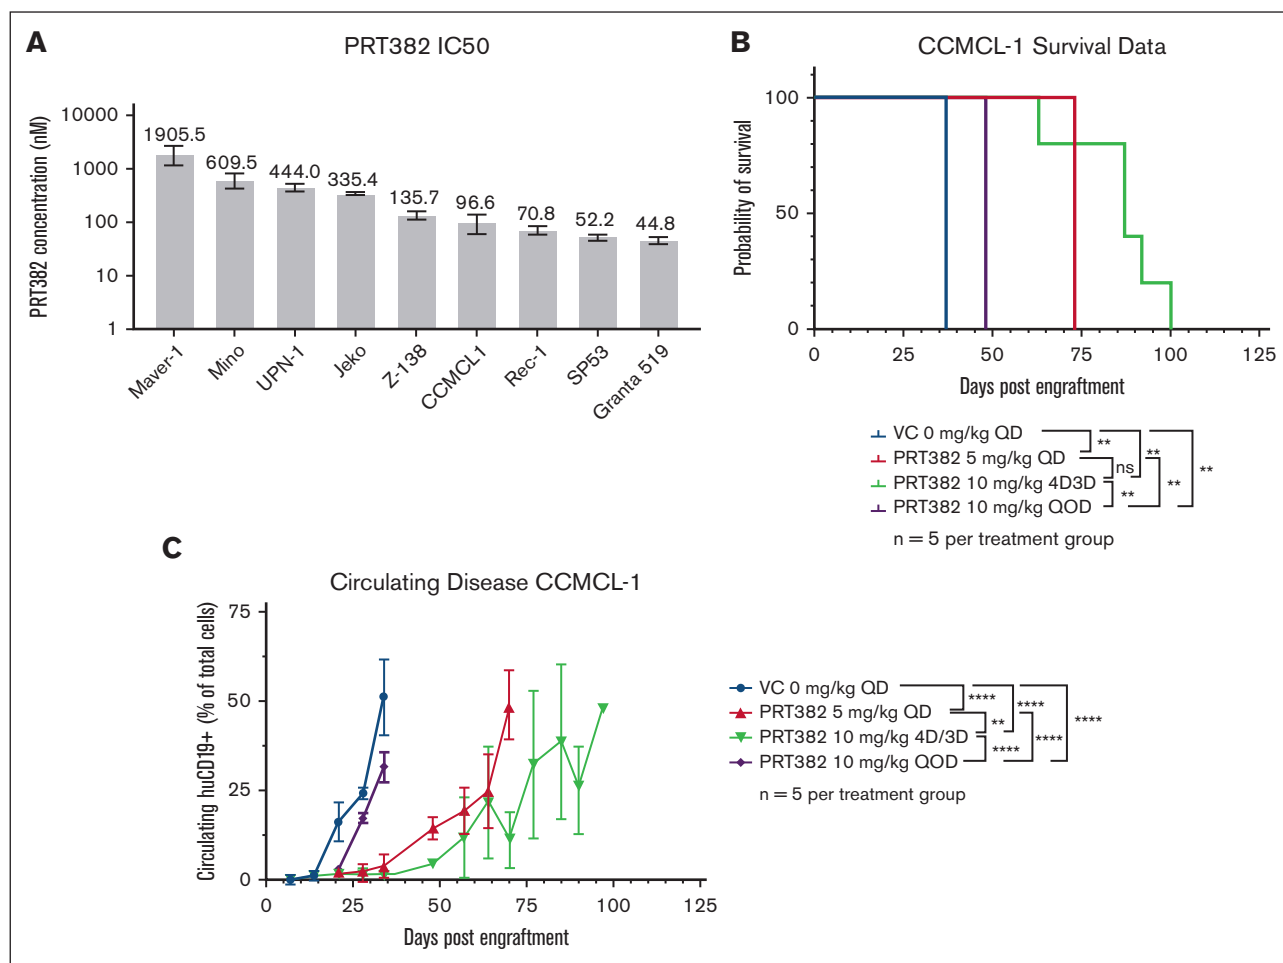 A
PRT382 IC50
PRT382 concentration (nM)
10000
1000
100
10
1
1905.5
609.5
444.0
335.4
135.7
96.6
70.8
52.2
44.8
Maver-1
Mino
UPN-1
Jeko
Z-138
CCMCL1
Rec-1
SP53
Granta 519
B
CCMCL-1 Survival Data
Probability of survival
100
50
0
0 25 50 75 100 125
Days post engraftment
VC 0 mg/kg QD
PRT382 5 mg/kg QD
PRT382 10 mg/kg 4D3D
PRT382 10 mg/kg QOD
** ** **
ns
** **
n = 5 per treatment group
C
Circulating Disease CCMCL-1
Circulating huCD19+ (% of total cells)
75
50
25
0
0 25 50 75 100 125
Days post engraftment
VC 0 mg/kg QD
PRT382 5 mg/kg QD
PRT382 10 mg/kg 4D/3D
PRT382 10 mg/kg QOD
**** **** ****
**
**** ****
n = 5 per treatment group